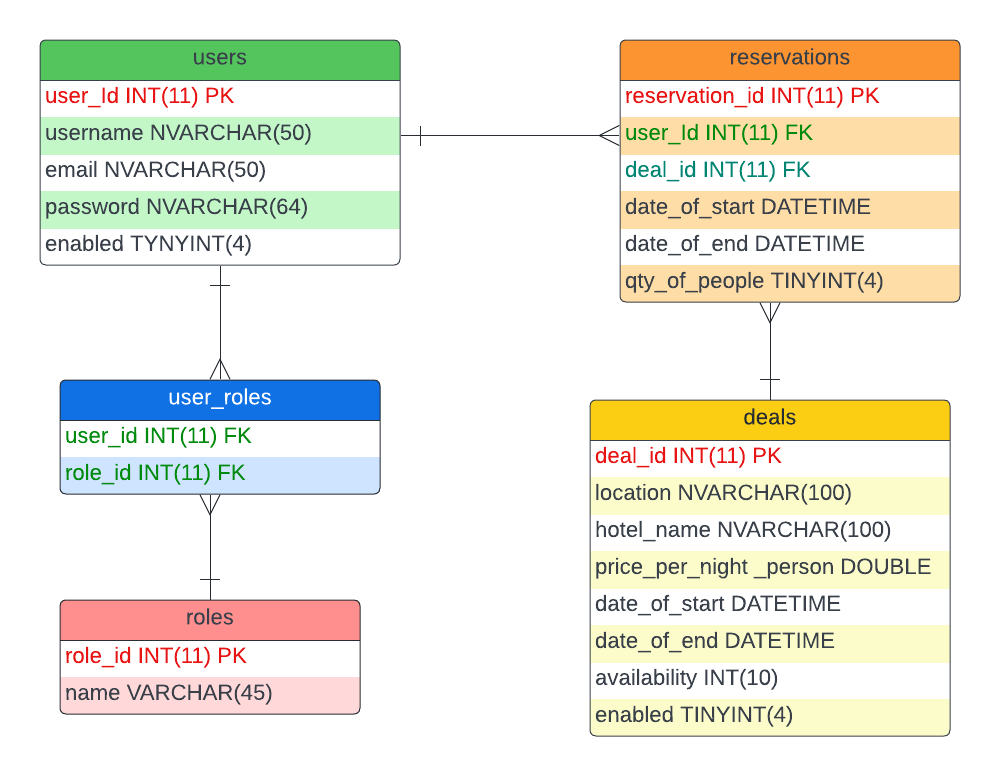 users
user_Id INT(11) PK
username NVARCHAR(50)
email NVARCHAR(50)
password NVARCHAR(64)
enabled TYNYINT(4)
reservations
reservation_id INT(11) PK
user_Id INT(11) FK
deal_id INT(11) FK
date_of_start DATETIME
date_of_end DATETIME
qty_of_people TINYINT(4)
user_roles
user_id INT(11) FK
role_id INT(11) FK
deals
deal_id INT(11) PK
location NVARCHAR(100)
hotel_name NVARCHAR(100)
price_per_night _person DOUBLE
date_of_start DATETIME
date_of_end DATETIME
availability INT(10)
enabled TINYINT(4)
roles
role_id INT(11) PK
name VARCHAR(45)